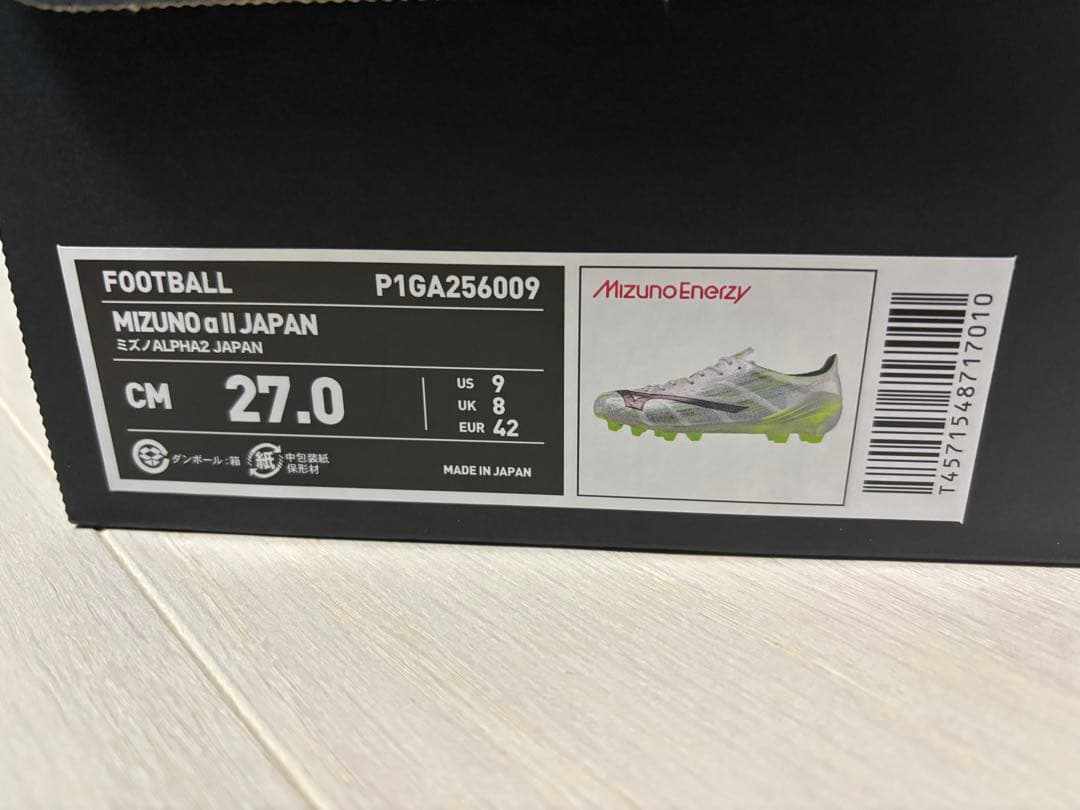 FOOTBALL P1GA256009
MIZUNO α II JAPAN
ミズノALPHA2 JAPAN
CM 27.0
US 9
UK 8
EUR 42
ダンボール:箱
紙
中包装紙
保形材
MADE IN JAPAN
MIZUNO ENERZY
T4571548717010